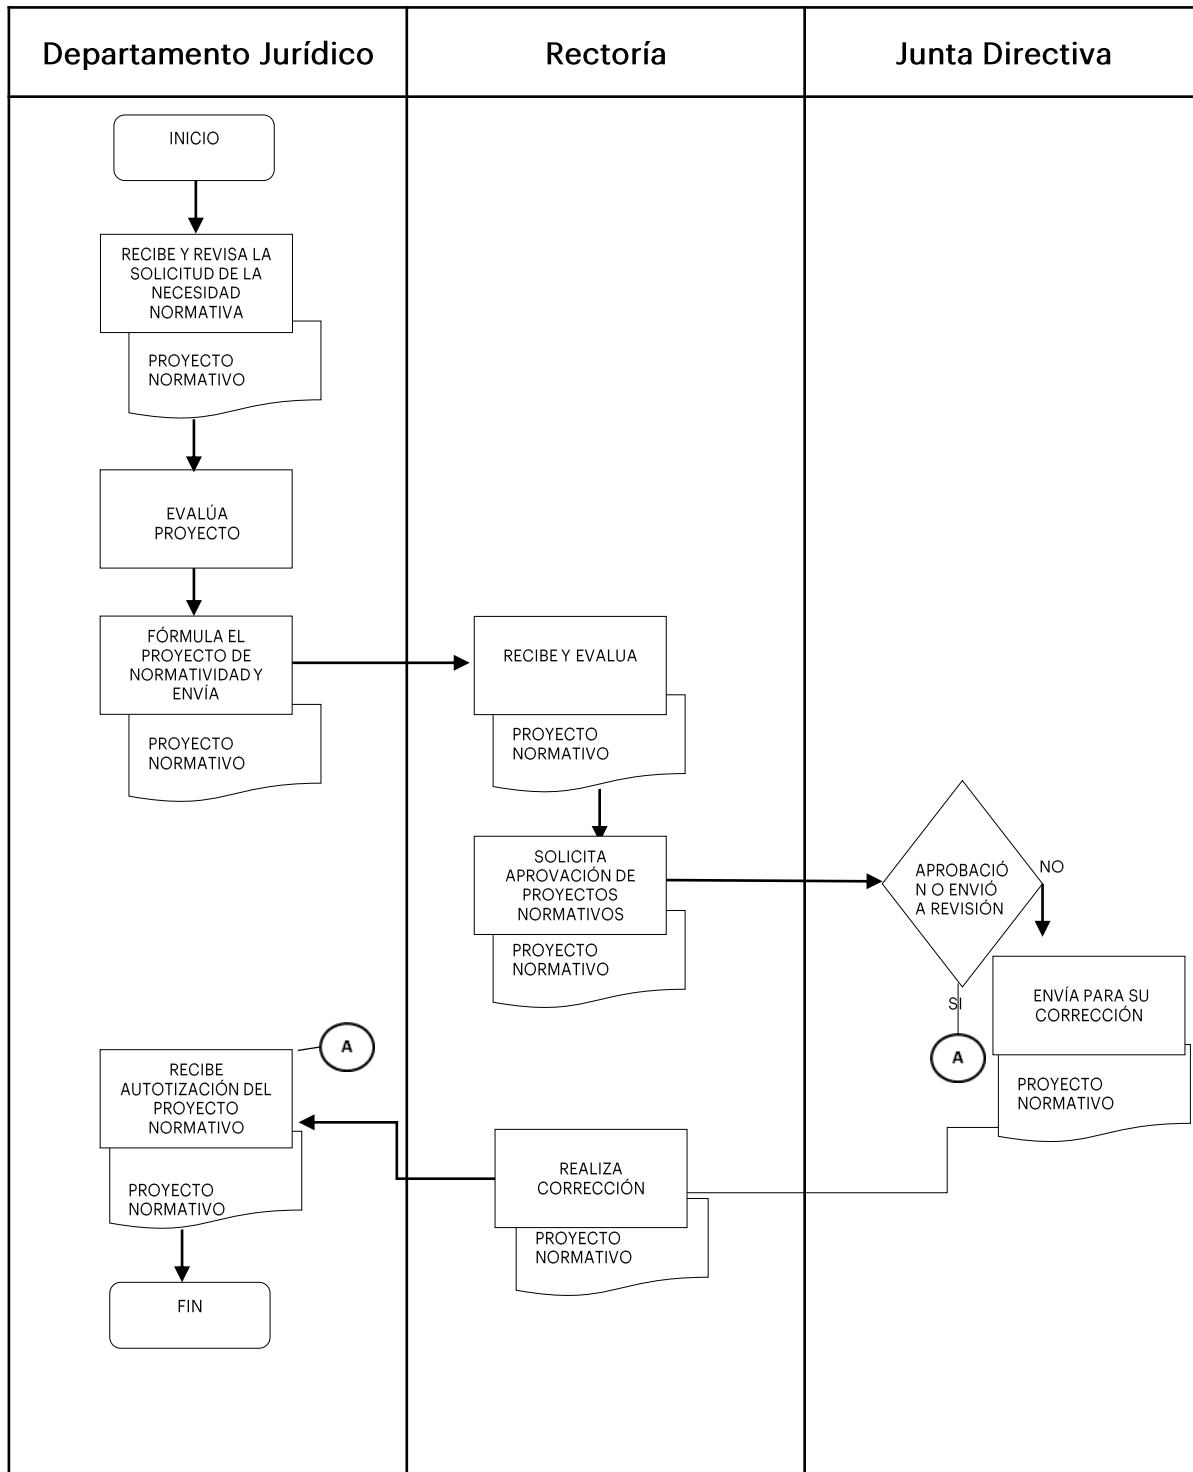 Departamento Jurídico
Rectoría
Junta Directiva
INICIO
RECIBE Y REVISA LA
SOLICITUD DE LA
NECESIDAD
NORMATIVA
PROYECTO
NORMATIVO
EVALÚA
PROYECTO
FÓRMULA EL
PROYECTO DE
NORMATIVIDAD Y
ENVÍA
PROYECTO
NORMATIVO
RECIBE Y EVALUA
PROYECTO
NORMATIVO
SOLICITA
APROVACIÓN DE
PROYECTOS
NORMATIVOS
PROYECTO
NORMATIVO
APROBACIÓ
N O ENVIÓ
A REVISIÓN
NO
SI
A
ENVÍA PARA SU
CORRECCIÓN
PROYECTO
NORMATIVO
REALIZA
CORRECCIÓN
PROYECTO
NORMATIVO
A
RECIBE
AUTOTIZACIÓN DEL
PROYECTO
NORMATIVO
PROYECTO
NORMATIVO
FIN